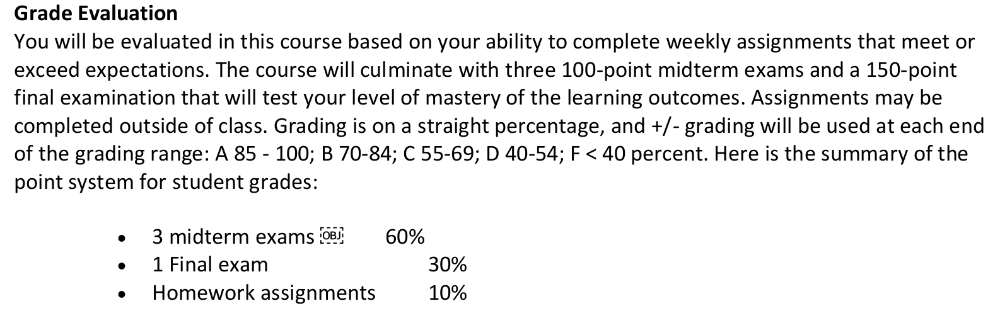 Grade Evaluation
You will be evaluated in this course based on your ability to complete weekly assignments that meet or
exceed expectations. The course will culminate with three 100-point midterm exams and a 150-point
final examination that will test your level of mastery of the learning outcomes. Assignments may be
completed outside of class. Grading is on a straight percentage, and +/- grading will be used at each end
of the grading range: A 85 - 100; B 70-84; C 55-69; D 40-54; F < 40 percent. Here is the summary of the
point system for student grades:
• 3 midterm exams OBJ 60%
• 1 Final exam 30%
• Homework assignments 10%